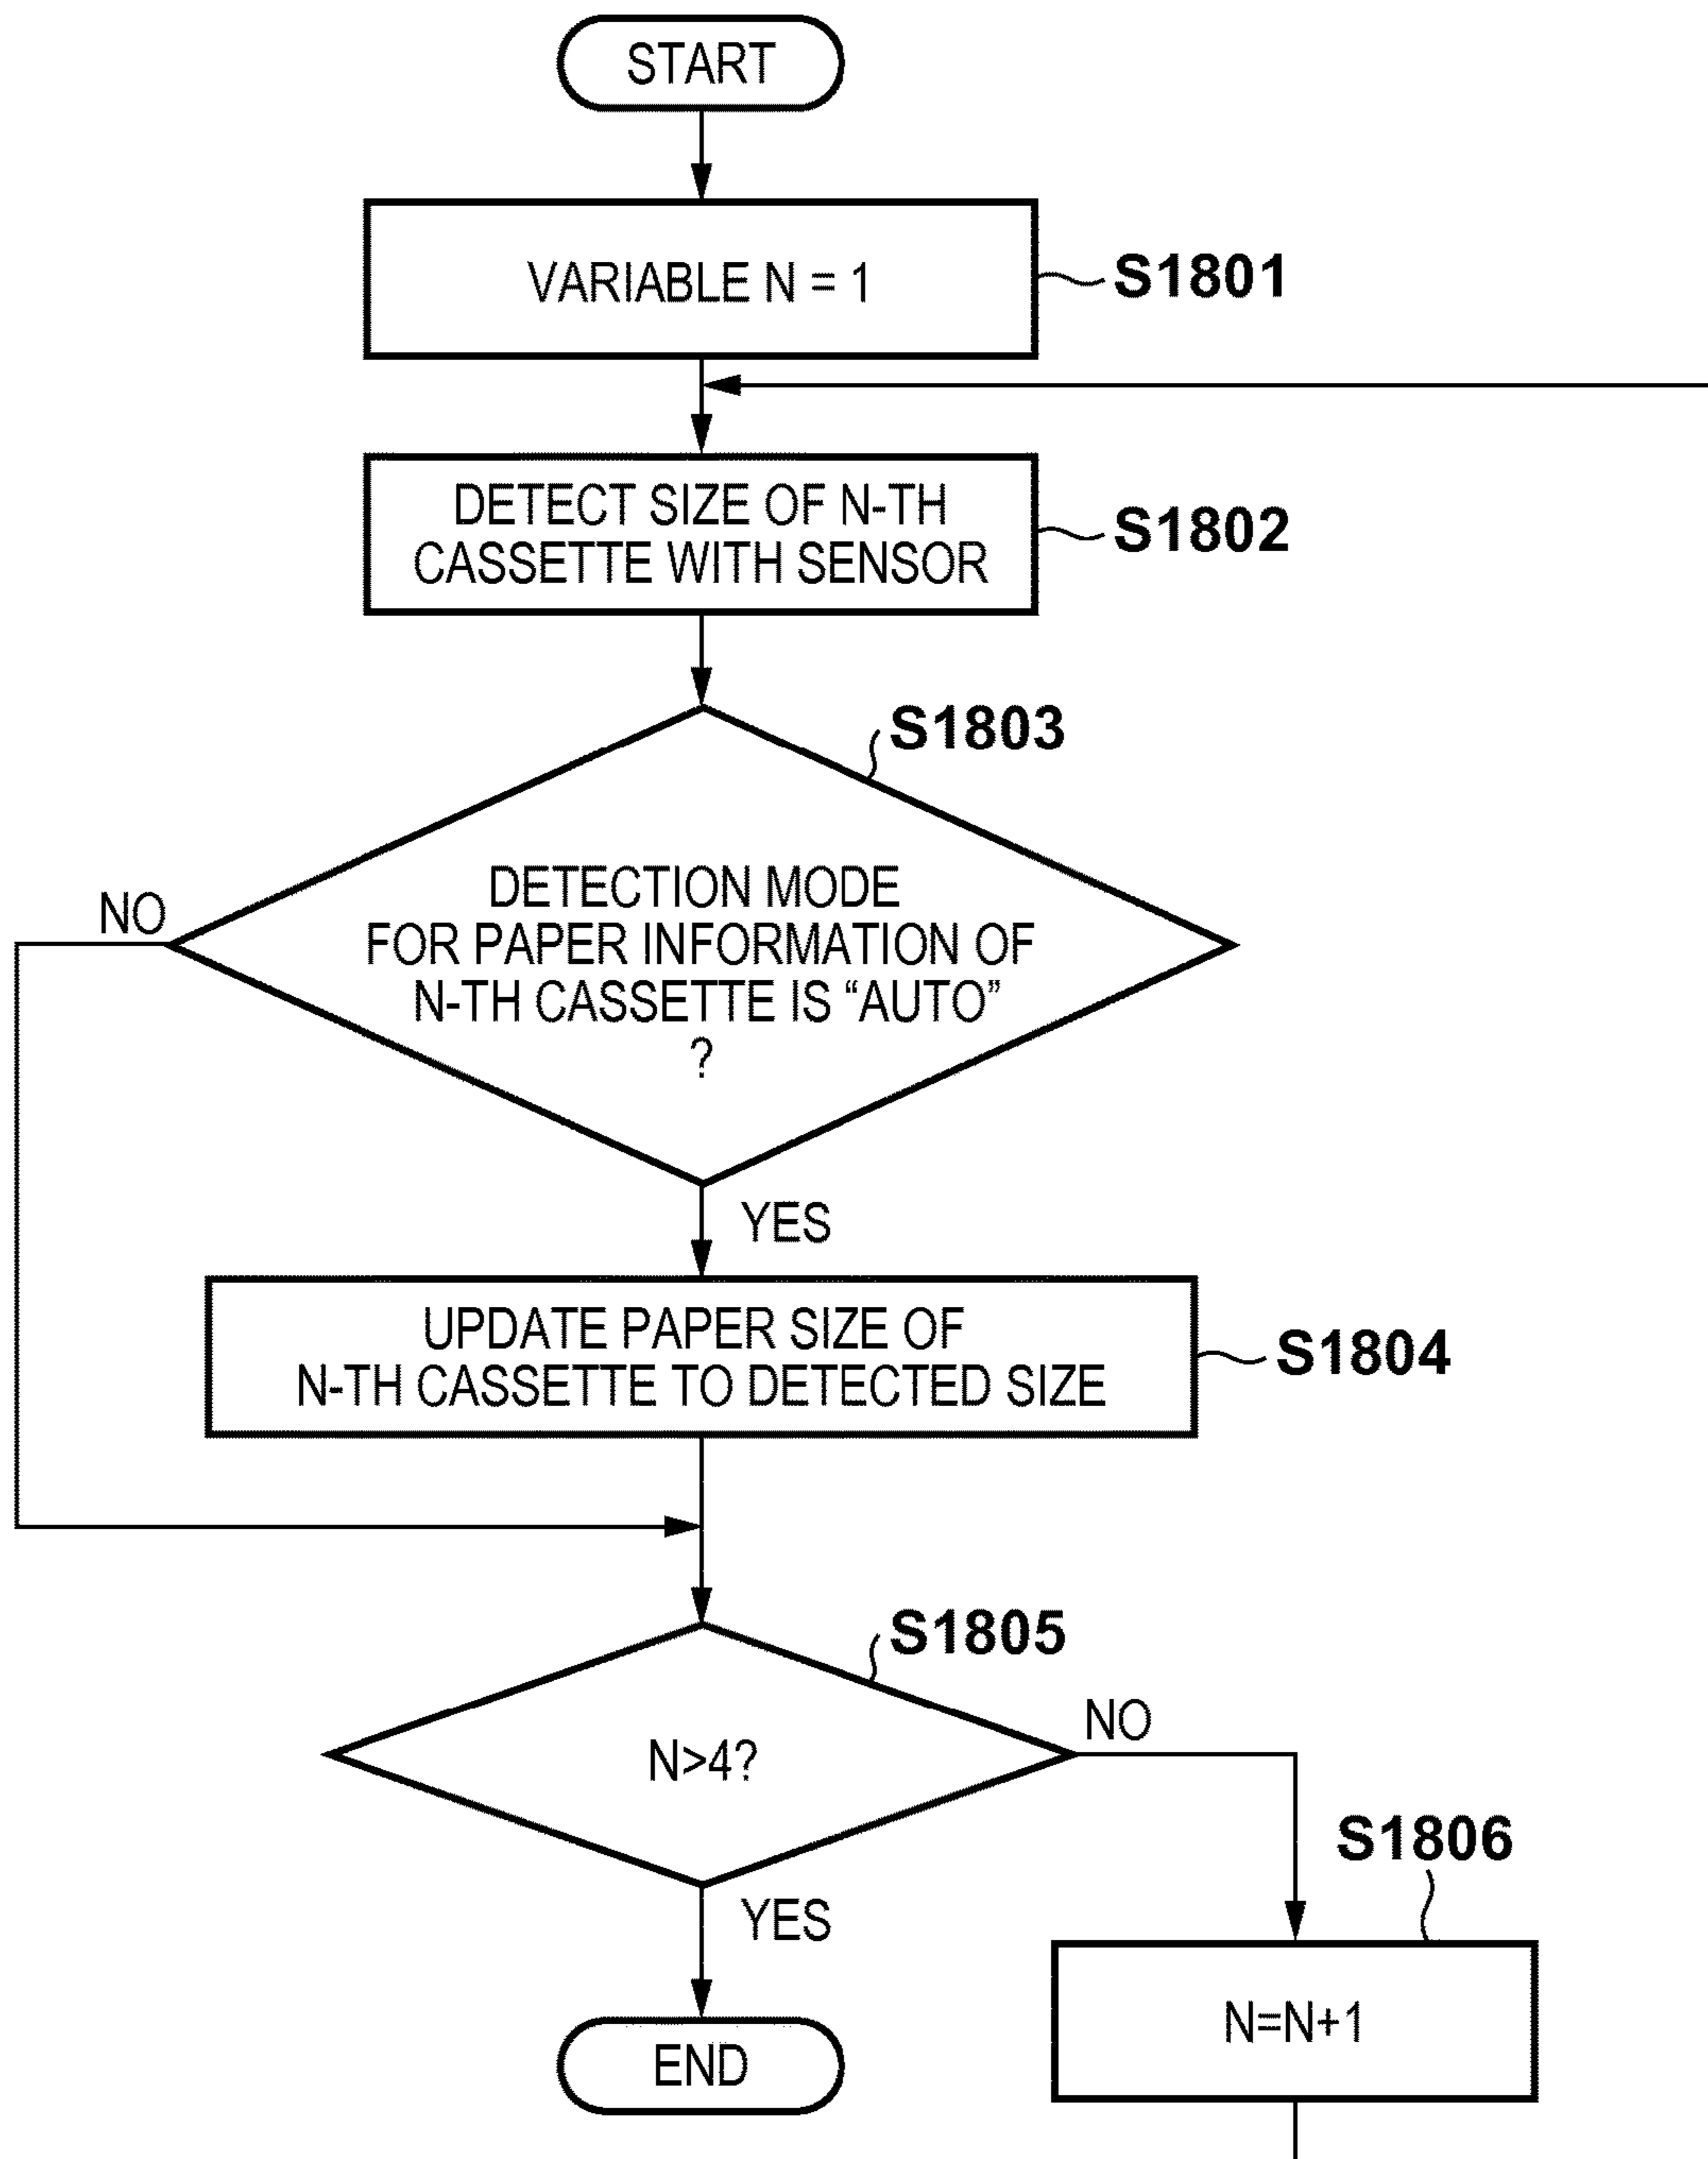 START
VARIABLE N = 1
S1801
DETECT SIZE OF N-TH
CASSETTE WITH SENSOR
S1802
S1803
DETECTION MODE
FOR PAPER INFORMATION OF
N-TH CASSETTE IS “AUTO”
?
NO
YES
UPDATE PAPER SIZE OF
N-TH CASSETTE TO DETECTED SIZE
S1804
S1805
N>4?
NO
YES
S1806
N=N+1
END